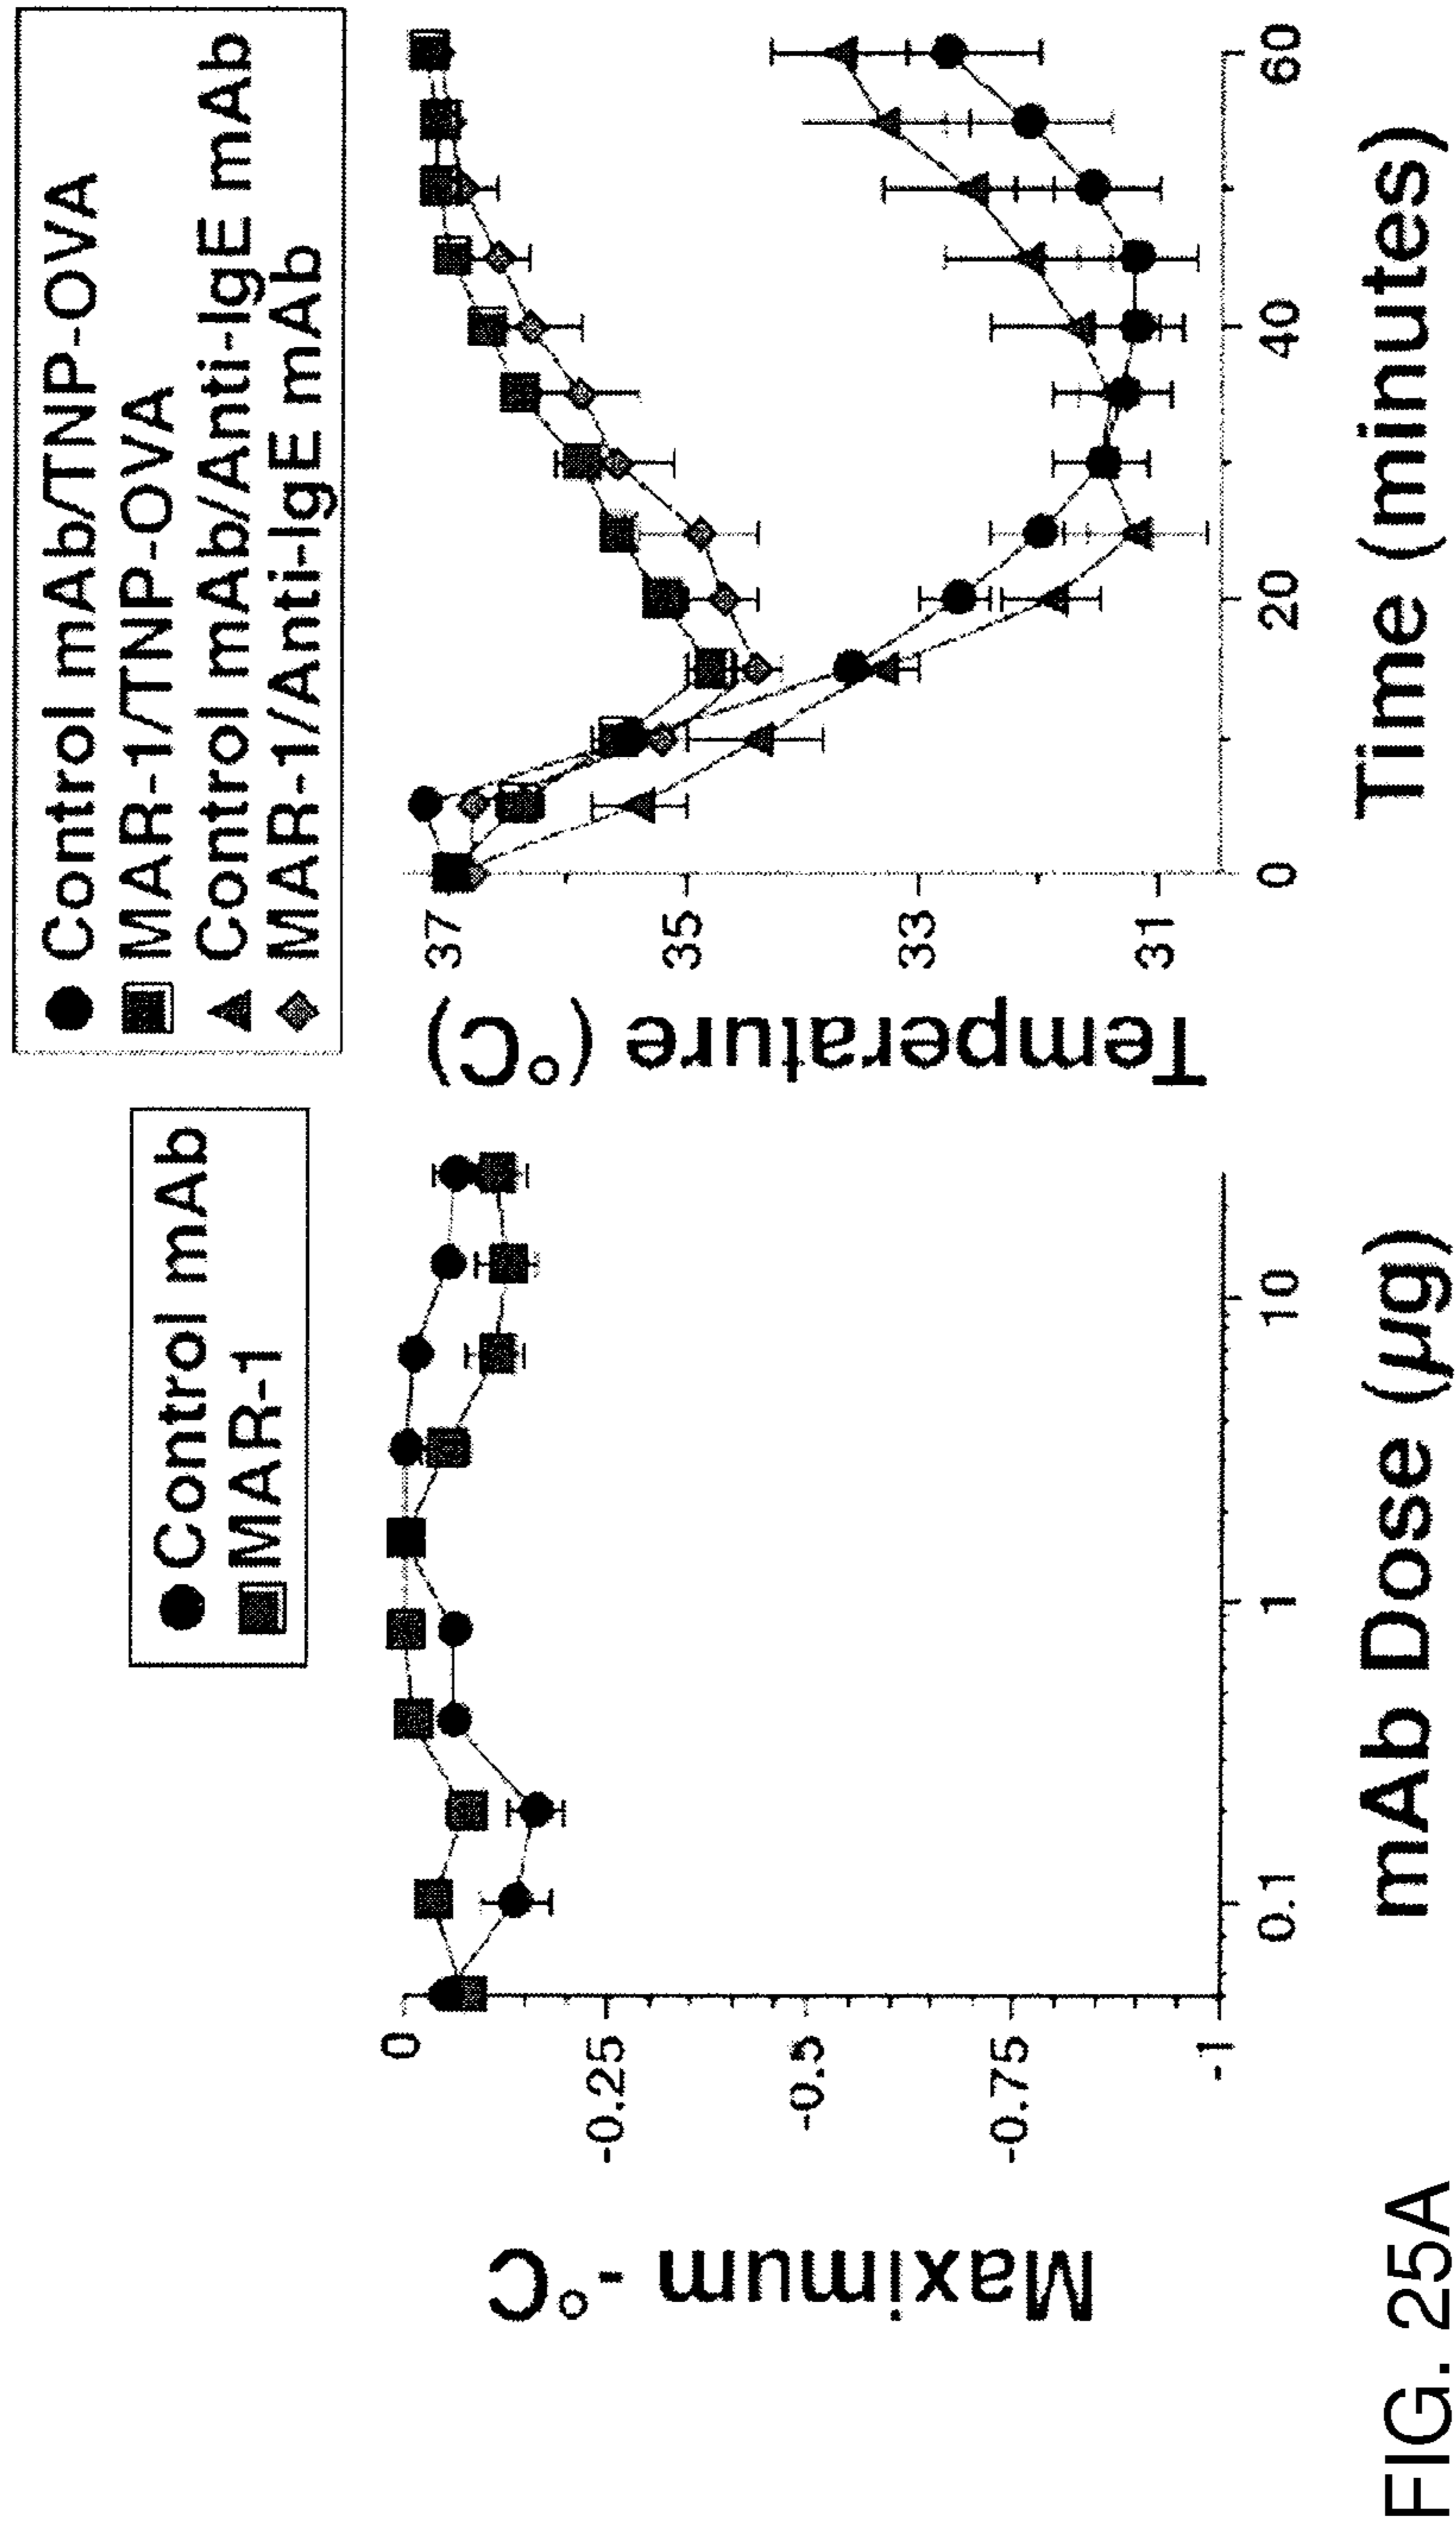 Control mAb
MAR-1
Maximum - °C
0
-0.25
-0.5
-0.75
-1
0.1
1
10
mAb Dose (µg)
Control mAb/TNP-OVA
MAR-1/TNP-OVA
Control mAb/Anti-IgE mAb
MAR-1/Anti-IgE mAb
Temperature (°C)
37
35
33
31
0
20
40
60
Time (minutes)
FIG. 25A